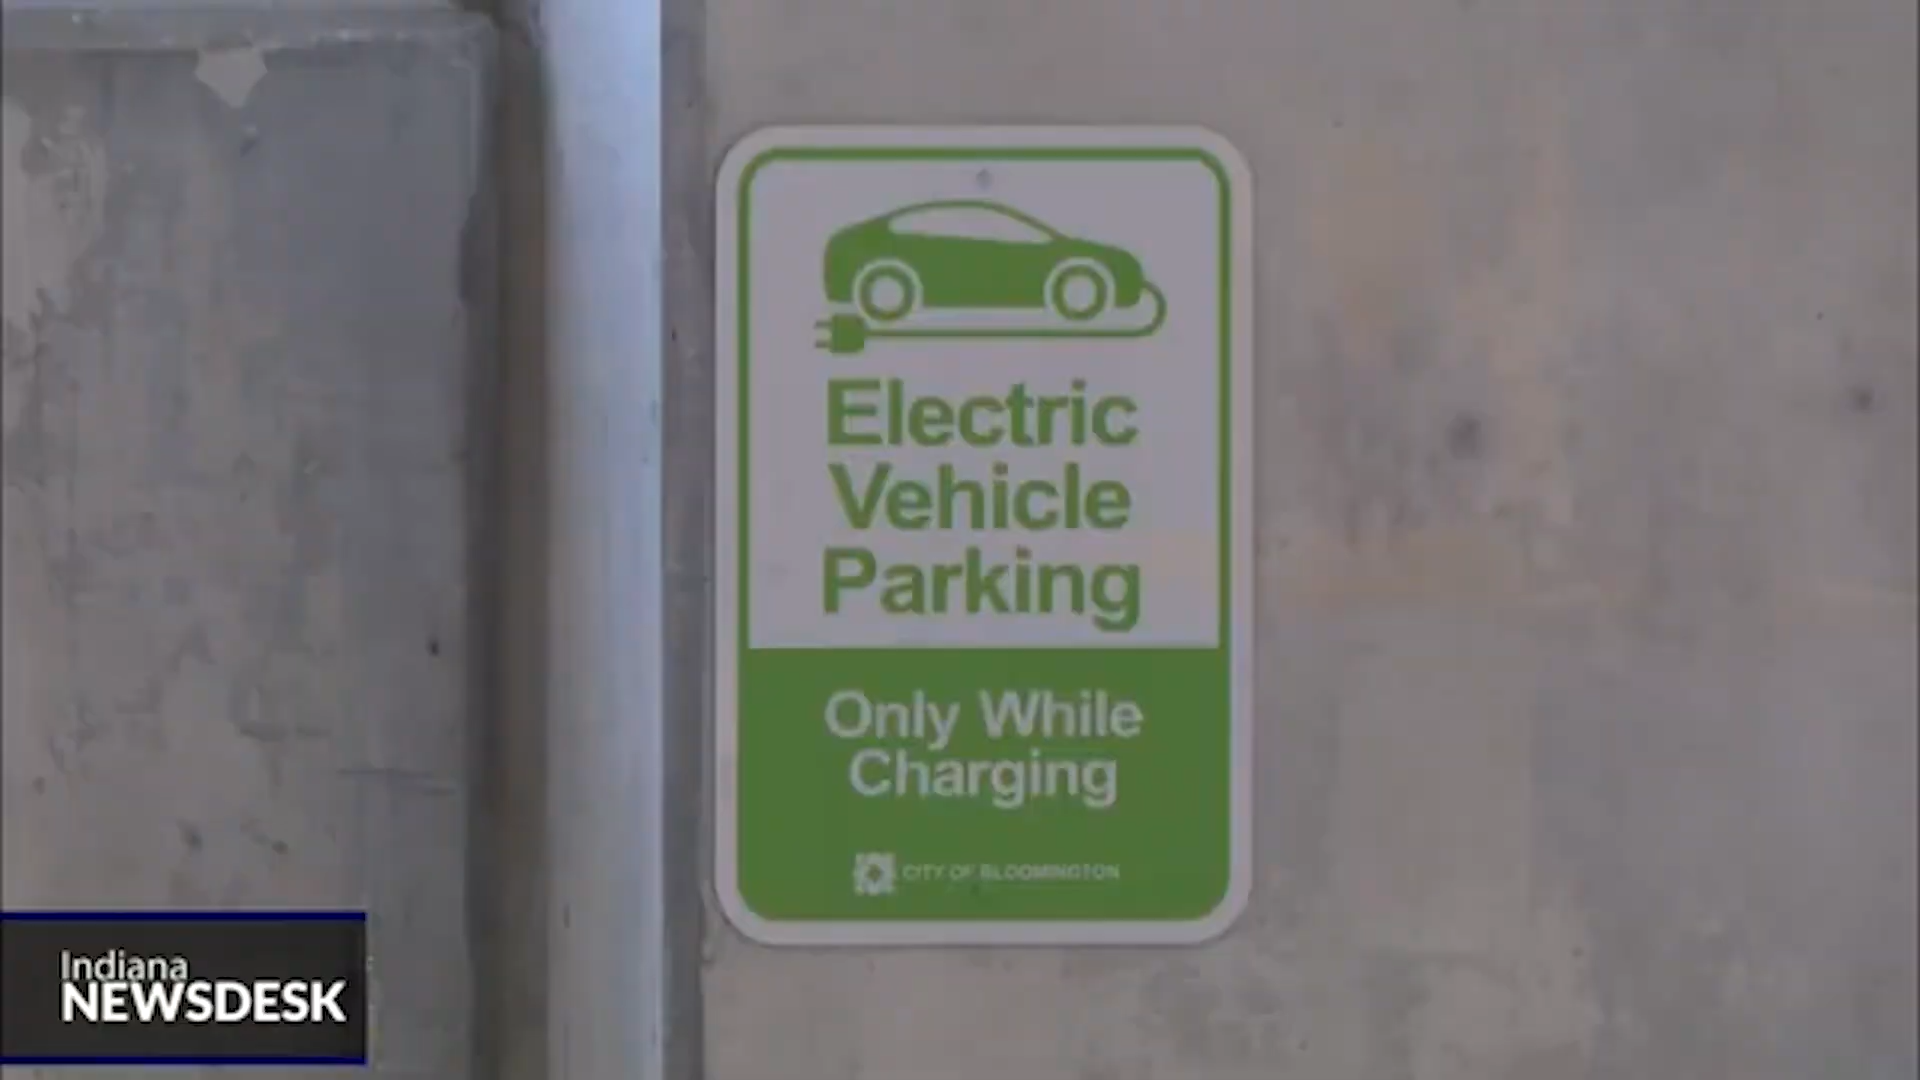 Electric
Vehicle
Parking
Only While
Charging
CITY OF BLOOMINGTON
Indiana
NEWSDESK